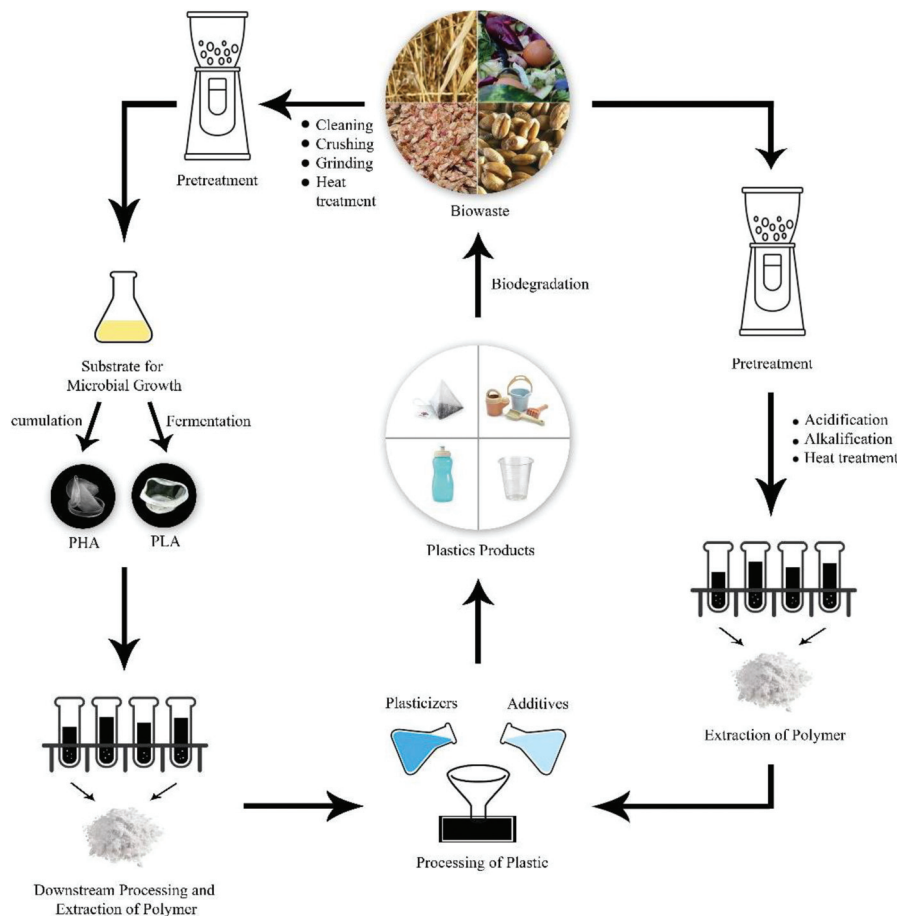 Cleaning
Crushing
Grinding
Heat
treatment
Pretreatment
Biowaste
Biodegradation
Substrate for
Microbial Growth
cumulation
Fermentation
PHA
PLA
Pretreatment
Acidification
Alkalification
Heat treatment
Plastics Products
Plasticizers
Additives
Extraction of Polymer
Processing of Plastic
Downstream Processing and
Extraction of Polymer